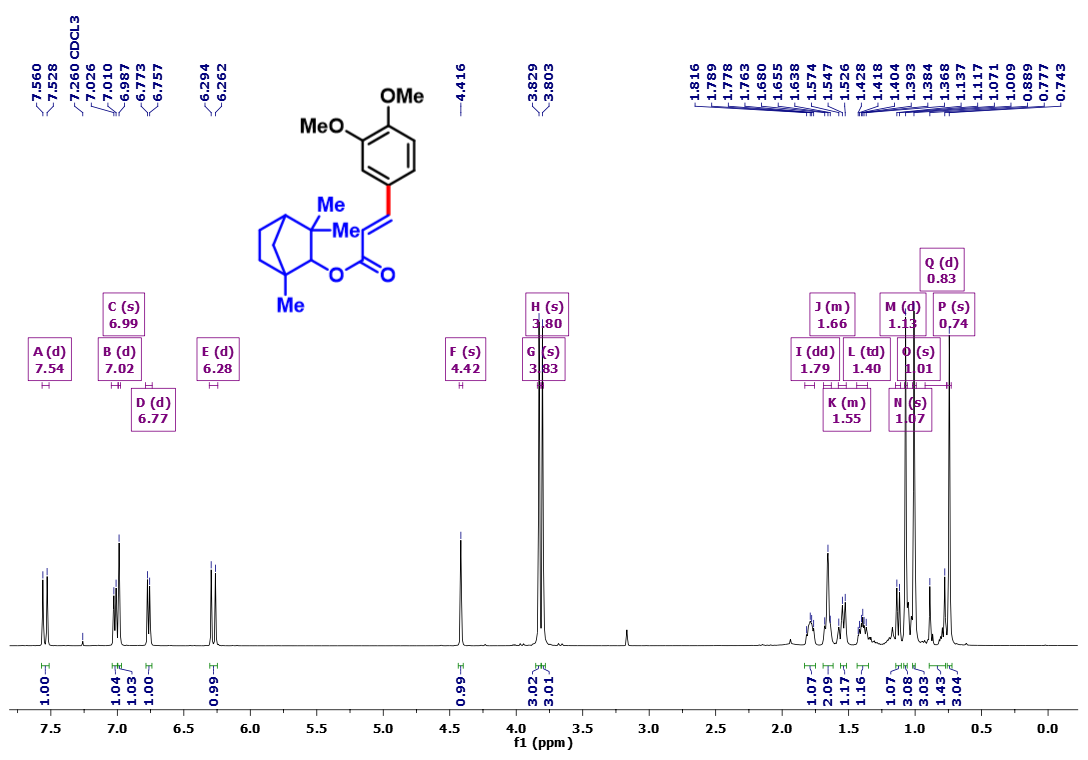 7.560
7.528
7.260 CDCL3
7.026
7.010
6.987
6.773
6.757
6.294
6.262
4.416
3.829
3.803
1.816
1.789
1.778
1.763
1.680
1.655
1.638
1.574
1.547
1.526
1.428
1.418
1.404
1.393
1.384
1.368
1.137
1.117
1.071
1.009
0.889
0.777
0.743
OMe
MeO
Me
Me
O
O
Me
Q (d)
0.83
C (s)
6.99
H (s)
3.80
J (m)
1.66
M (d)
1.13
P (s)
0.74
A (d)
7.54
B (d)
7.02
E (d)
6.28
F (s)
4.42
G (s)
3.83
I (dd)
1.79
L (td)
1.40
O (s)
1.01
D (d)
6.77
K (m)
1.55
N (s)
1.07
1.00
1.04
1.03
1.00
0.99
0.99
3.02
3.01
1.07
2.09
1.17
1.16
1.07
3.08
3.03
1.43
3.04
7.5 7.0 6.5 6.0 5.5 5.0 4.5 4.0 3.5 3.0 2.5 2.0 1.5 1.0 0.5 0.0
f1 (ppm)